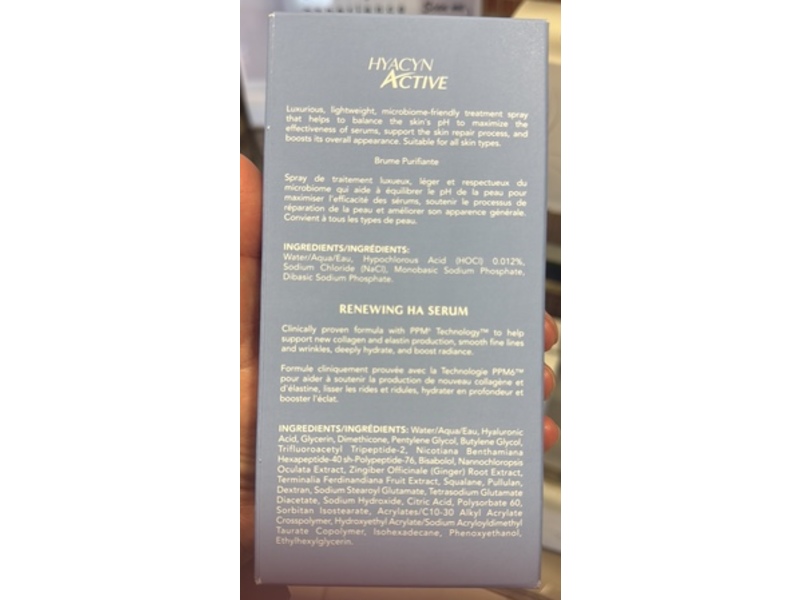 HYACYN
ACTIVE
Luxurious, lightweight, microbiome-friendly treatment spray
that helps to balance the skin's pH to maximize the
effectiveness of serums, support the skin repair process, and
boosts its overall appearance. Suitable for all skin types.
Brume Purifiante
Spray de traitement luxueux, léger et respectueux du
microbiome qui aide à équilibrer le pH de la peau pour
maximiser l'efficacité des sérums, soutenir le processus de
réparation de la peau et améliorer son apparence générale.
Convient à tous les types de peau.
INGREDIENTS/INGRÉDIENTS:
Water/Aqua/Eau, Hypochlorous Acid (HOCl) 0.012%,
Sodium Chloride (NaCl), Monobasic Sodium Phosphate,
Dibasic Sodium Phosphate.
RENEWING HA SERUM
Clinically proven formula with PPM⁶ Technology™ to help
support new collagen and elastin production, smooth fine lines
and wrinkles, deeply hydrate, and boost radiance.
Formule cliniquement prouvée avec la Technologie PPM6™
pour aider à soutenir la production de nouveau collagène et
d'élastine, lisser les rides et ridules, hydrater en profondeur et
booster l'éclat.
INGREDIENTS/INGRÉDIENTS: Water/Aqua/Eau, Hyaluronic
Acid, Glycerin, Dimethicone, Pentylene Glycol, Butylene Glycol,
Trifluoroacetyl Tripeptide-2, Nicotiana Benthamiana
Hexapeptide-40 sh-Polypeptide-76, Bisabolol, Nannochloropsis
Oculata Extract, Zingiber Officinale (Ginger) Root Extract,
Terminalia Ferdinandiana Fruit Extract, Squalane, Pullulan,
Dextran, Sodium Stearoyl Glutamate, Tetrasodium Glutamate
Diacetate, Sodium Hydroxide, Citric Acid, Polysorbate 60,
Sorbitan Isostearate, Acrylates/C10-30 Alkyl Acrylate
Crosspolymer, Hydroxyethyl Acrylate/Sodium Acryloyldimethyl
Taurate Copolymer, Isohexadecane, Phenoxyethanol,
Ethylhexylglycerin.